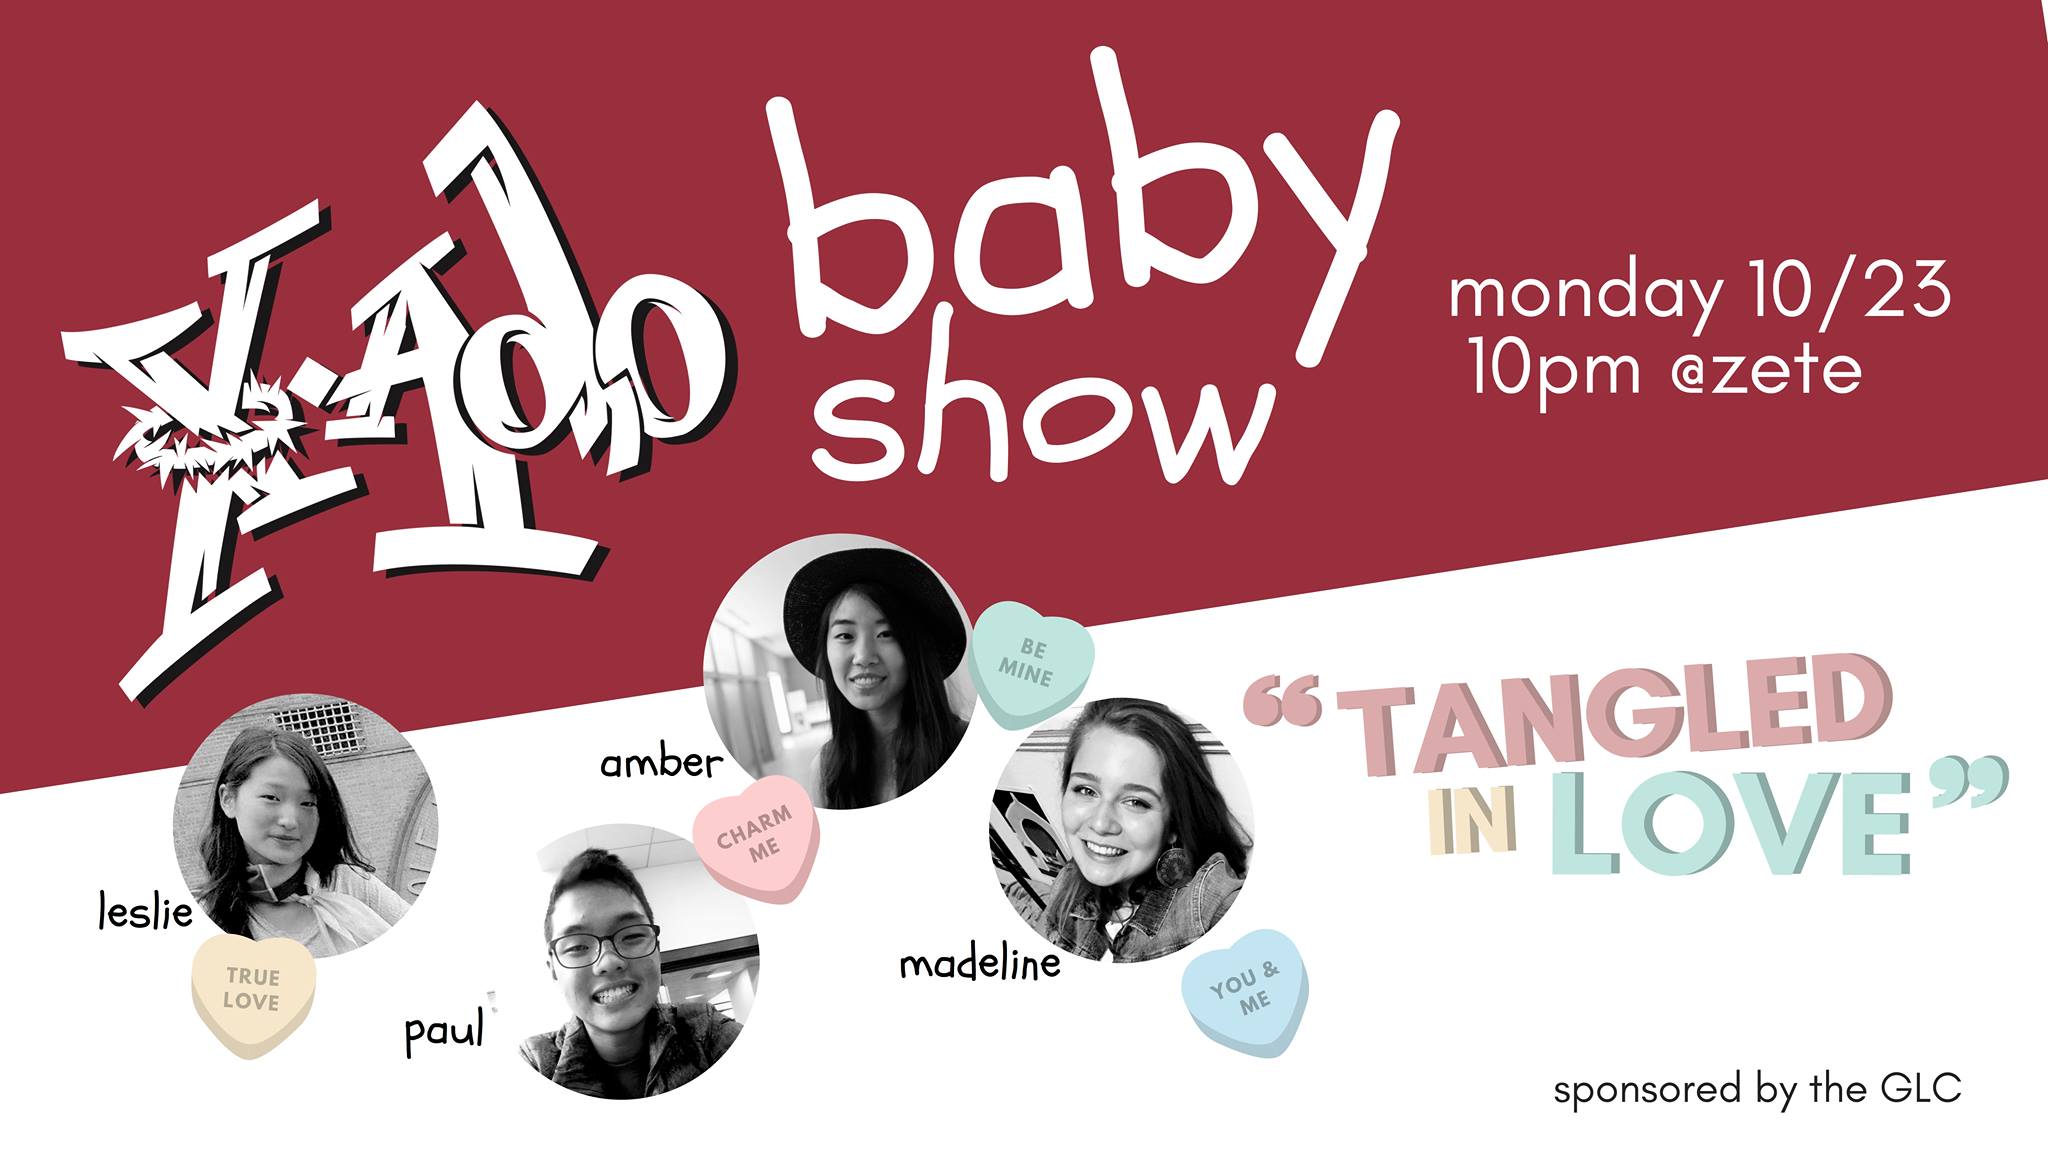 X·Ado
baby
show
monday 10/23
10pm @zete
amber
BE
MINE
"TANGLED
IN LOVE"
CHARM
ME
leslie
TRUE
LOVE
paul
madeline
YOU &
ME
sponsored by the GLC